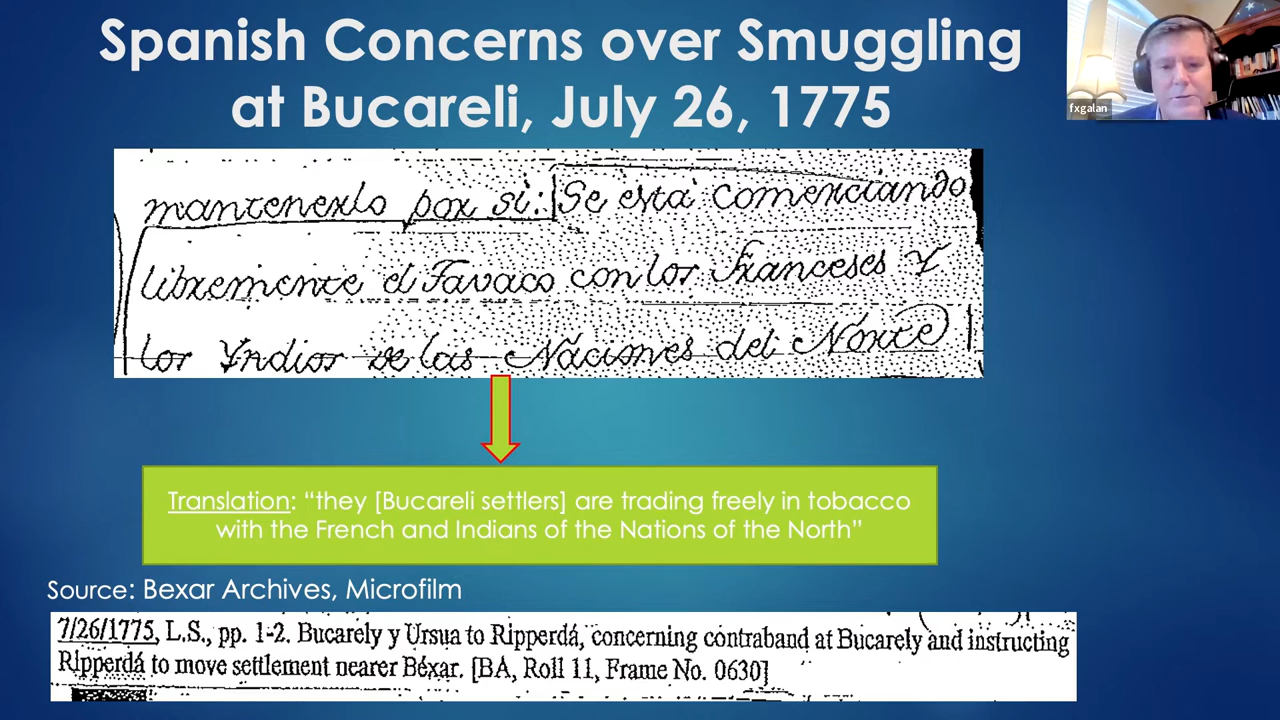 Spanish Concerns over Smuggling
at Bucareli, July 26, 1775
fxgalan
mantenerlo por si: Se està comerciando
libremente el Tavaco con los Franceses Y
los Yndios de las Naciones del Norte
Translation: “they [Bucareli settlers] are trading freely in tobacco
with the French and Indians of the Nations of the North”
Source: Bexar Archives, Microfilm
7/26/1775, L.S., pp. 1-2. Bucarely y Ursua to Ripperdá, concerning contraband at Bucarely and instructing
Ripperdá to move settlement nearer Béxar. [BA, Roll 11, Frame No. 0630]